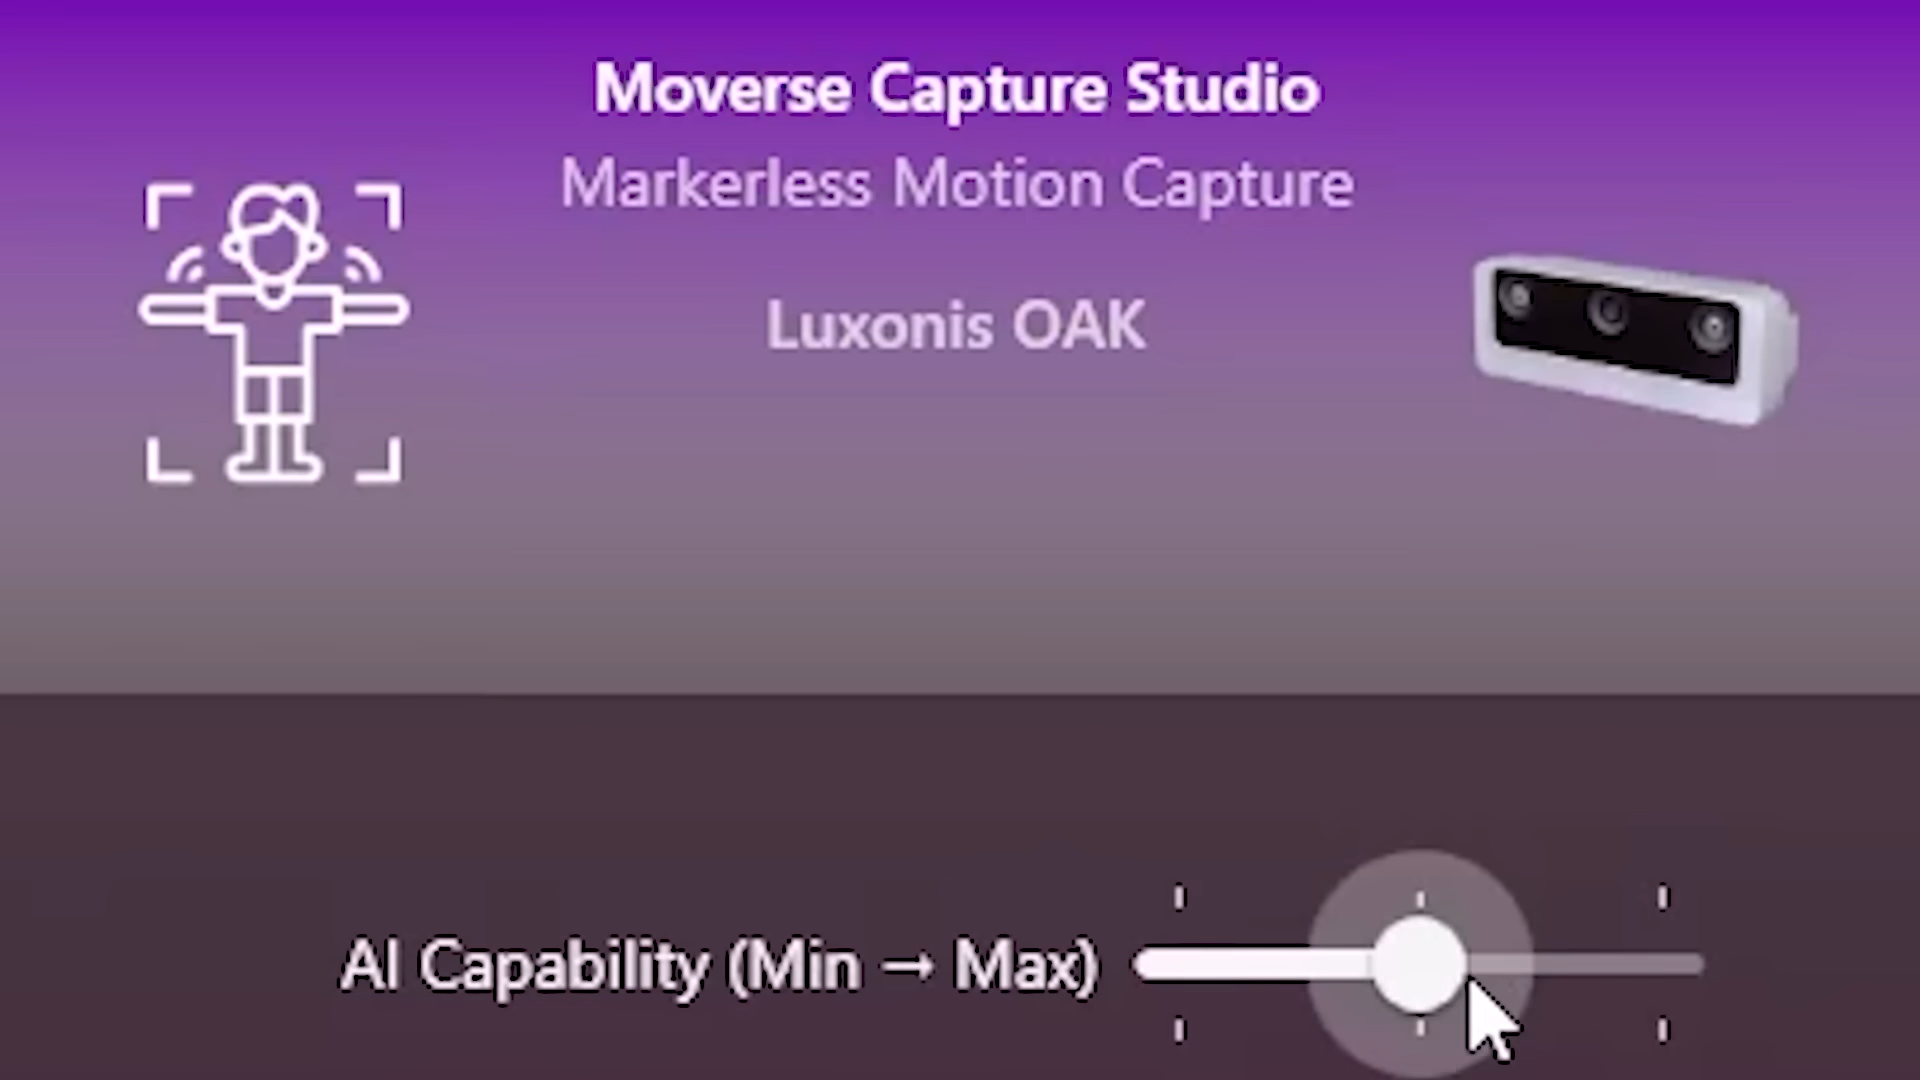 Moverse Capture Studio
Markerless Motion Capture
Luxonis OAK
AI Capability (Min → Max)